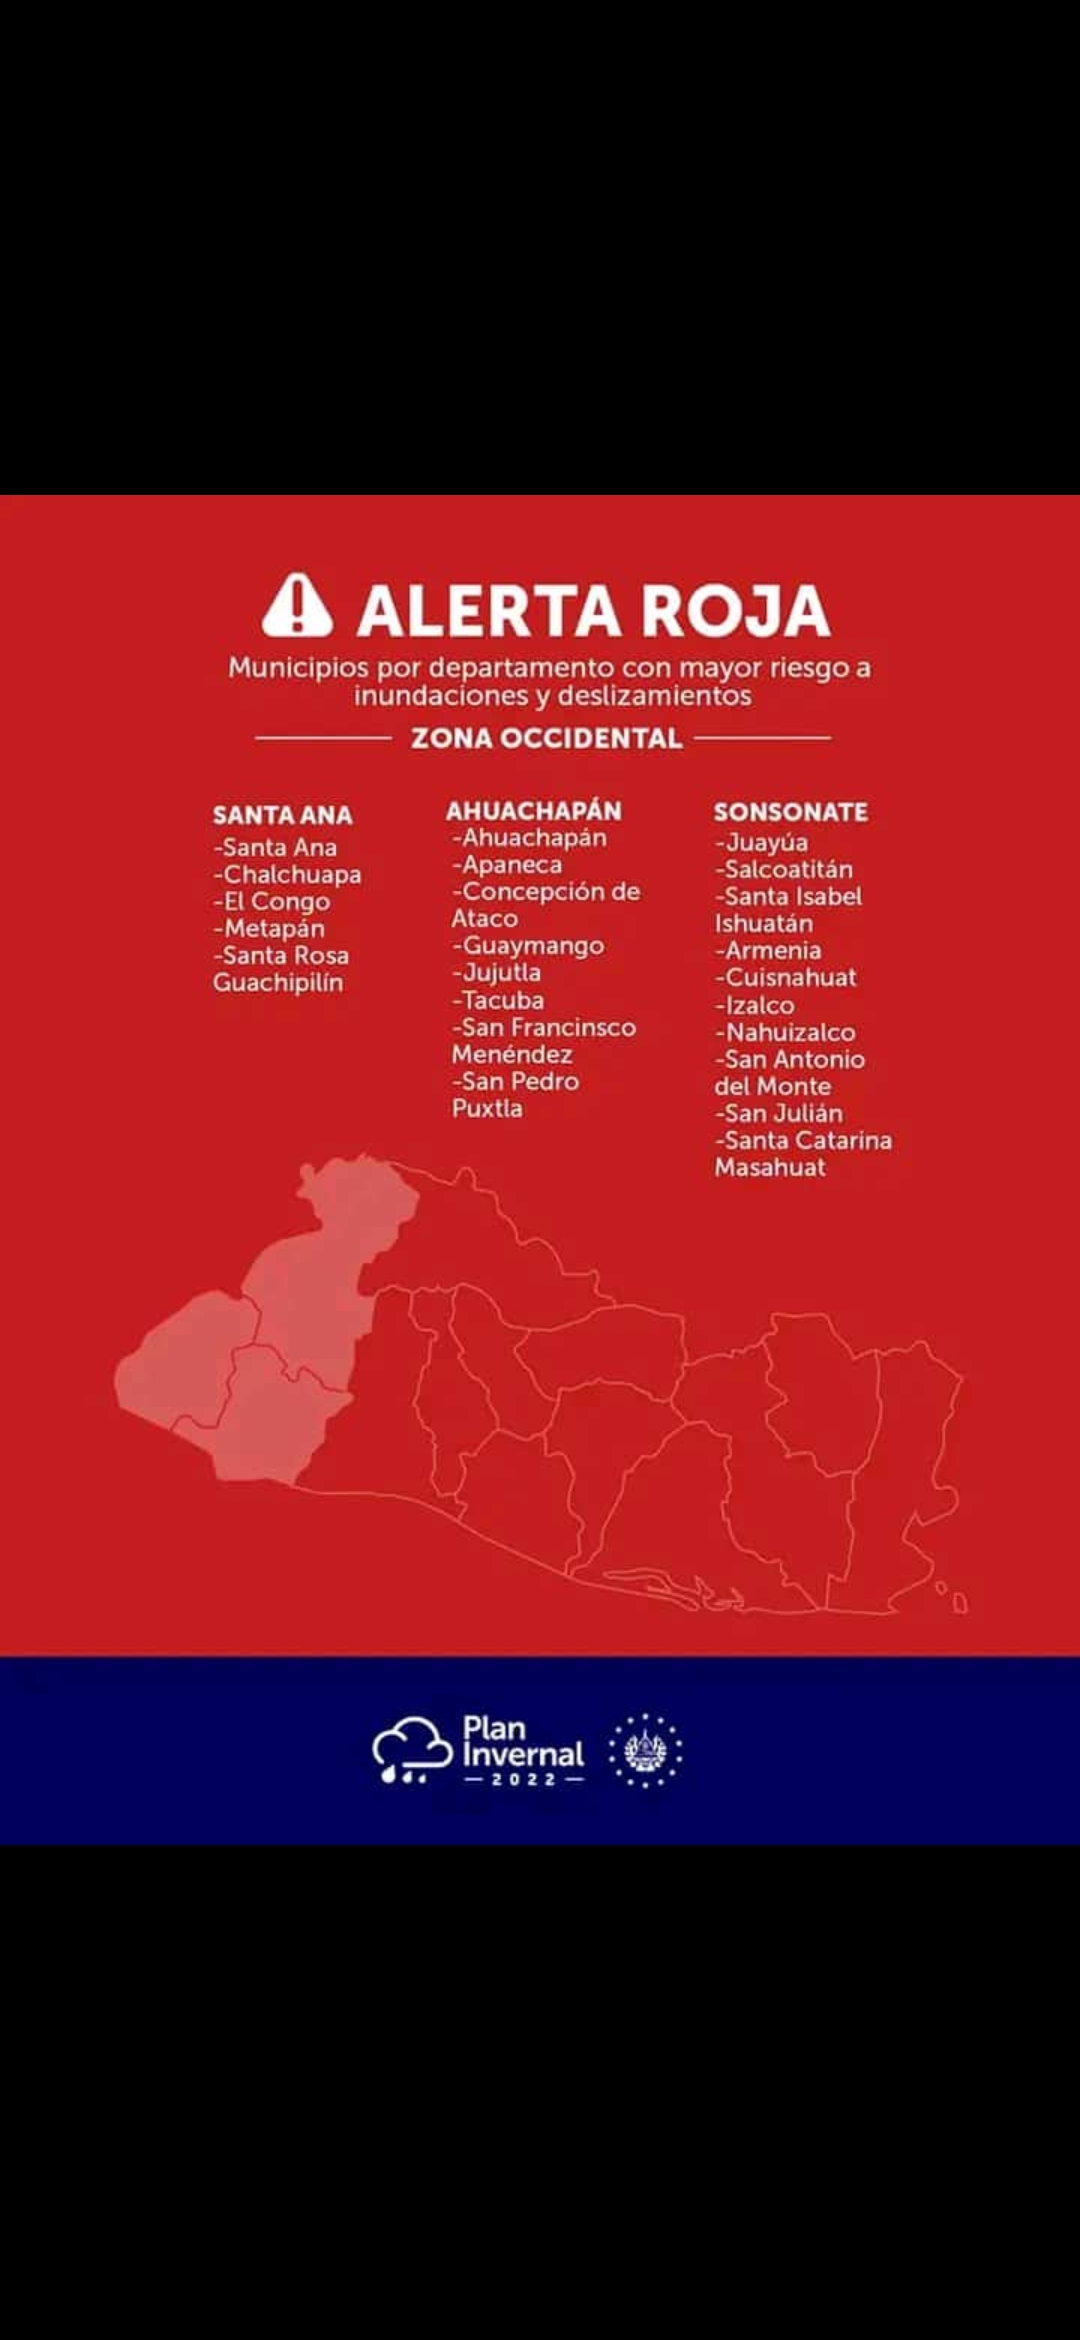 ALERTA ROJA
Municipios por departamento con mayor riesgo a
inundaciones y deslizamientos
ZONA OCCIDENTAL
SANTA ANA
-Santa Ana
-Chalchuapa
-El Congo
-Metapán
-Santa Rosa
Guachipilín
AHUACHAPÁN
-Ahuachapán
-Apaneca
-Concepción de
Ataco
-Guaymango
-Jujutla
-Tacuba
-San Francinsco
Menéndez
-San Pedro
Puxtla
SONSONATE
-Juayúa
-Salcoatitán
-Santa Isabel
Ishuatán
-Armenia
-Cuisnahuat
-Izalco
-Nahuizalco
-San Antonio
del Monte
-San Julián
-Santa Catarina
Masahuat
Plan
Invernal
2022